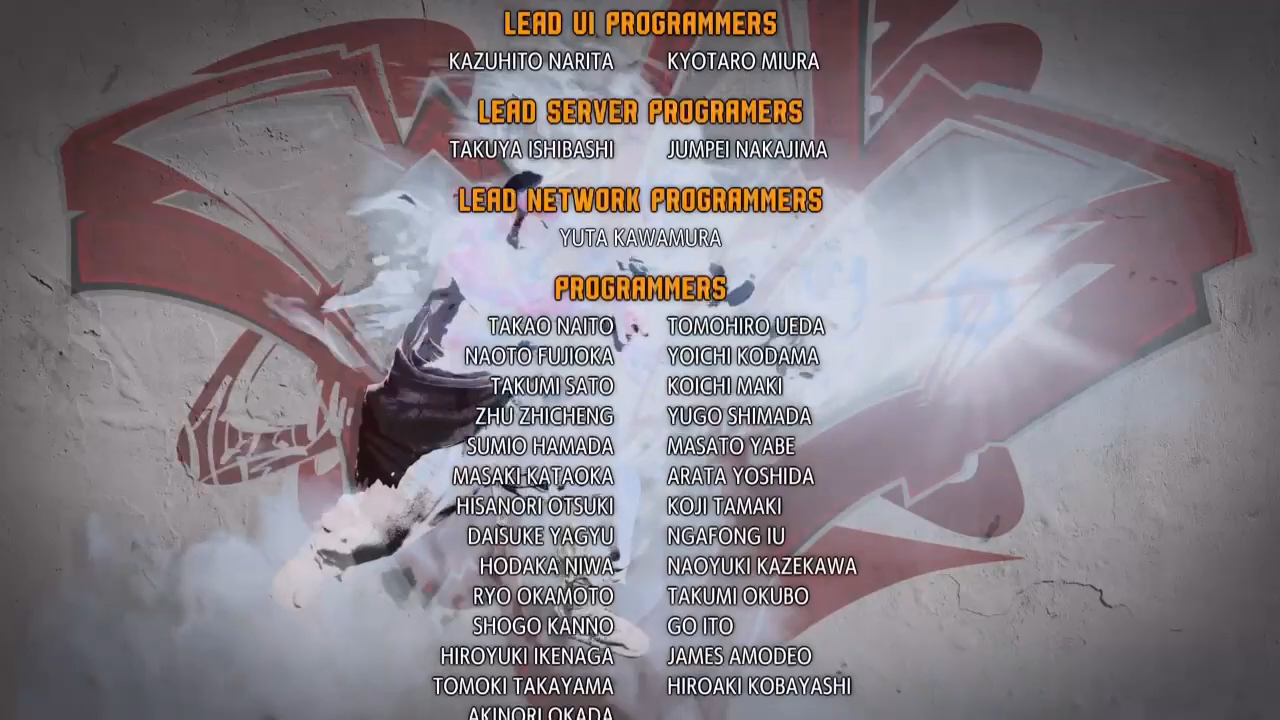 LEAD UI PROGRAMMERS
KAZUHITO NARITA KYOTARO MIURA
LEAD SERVER PROGRAMERS
TAKUYA ISHIBASHI JUMPEI NAKAJIMA
LEAD NETWORK PROGRAMMERS
YUTA KAWAMURA
PROGRAMMERS
TAKAO NAITO TOMOHIRO UEDA
NAOTO FUJIOKA YOICHI KODAMA
TAKUMI SATO KOICHI MAKI
ZHU ZHICHENG YUGO SHIMADA
SUMIO HAMADA MASATO YABE
MASAKI KATAOKA ARATA YOSHIDA
HISANORI OTSUKI KOJI TAMAKI
DAISUKE YAGYU NGAFONG IU
HODAKA NIWA NAOYUKI KAZEKAWA
RYO OKAMOTO TAKUMI OKUBO
SHOGO KANNO GO ITO
HIROYUKI IKENAGA JAMES AMODEO
TOMOKI TAKAYAMA HIROAKI KOBAYASHI
AKINORI OKADA